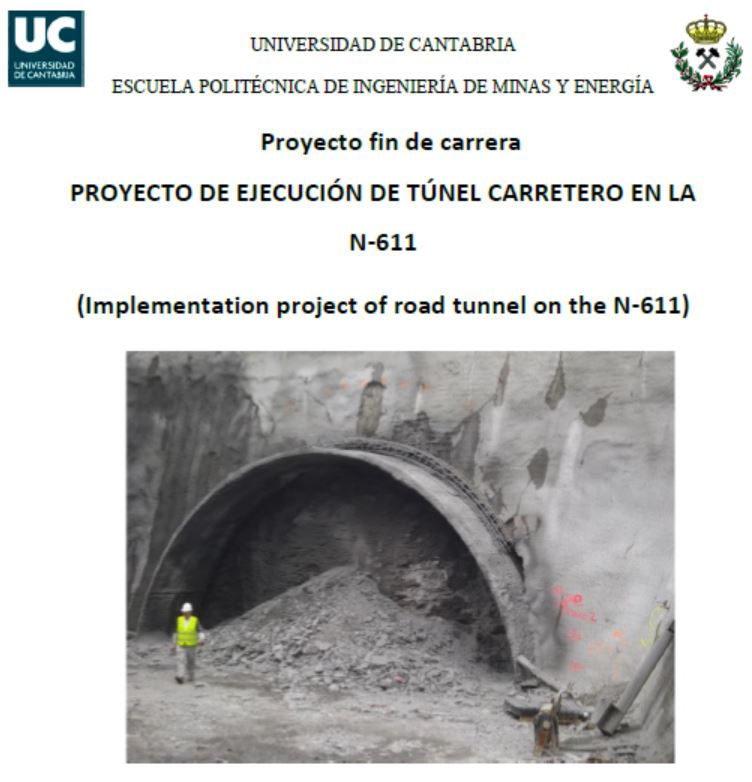 UC
UNIVERSIDAD
DE CANTABRIA
UNIVERSIDAD DE CANTABRIA
ESCUELA POLITÉCNICA DE INGENIERÍA DE MINAS Y ENERGÍA
Proyecto fin de carrera
PROYECTO DE EJECUCIÓN DE TÚNEL CARRETERO EN LA
N-611
(Implementation project of road tunnel on the N-611)